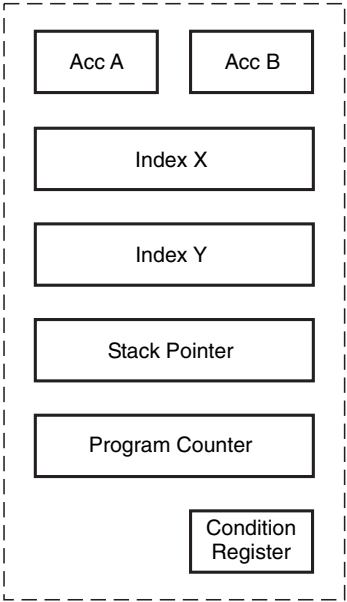 Acc A
Acc B
Index X
Index Y
Stack Pointer
Program Counter
Condition
Register